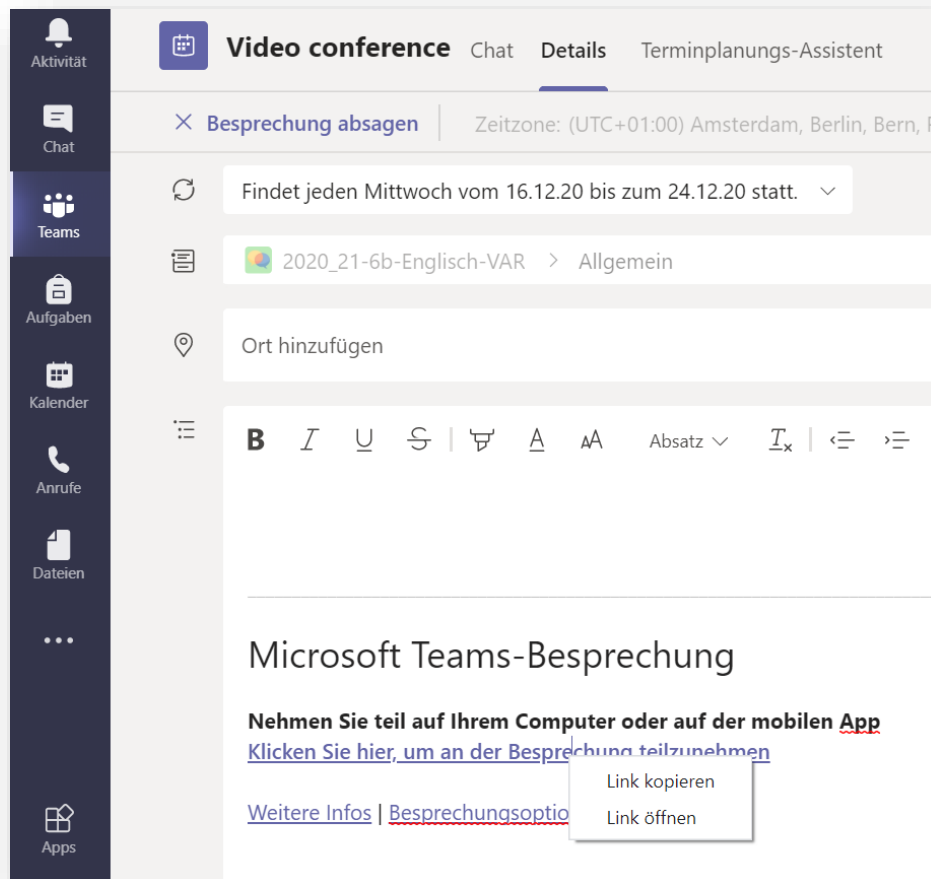 Aktivität
Chat
Teams
Aufgaben
Kalender
Anrufe
Dateien
Apps
Video conference Chat Details Terminplanungs-Assistent
Besprechung absagen Zeitzone: (UTC+01:00) Amsterdam, Berlin, Bern,
Findet jeden Mittwoch vom 16.12.20 bis zum 24.12.20 statt.
2020_21-6b-Englisch-VAR > Allgemein
Ort hinzufügen
B I U S A AA Absatz Tx
Microsoft Teams-Besprechung
Nehmen Sie teil auf Ihrem Computer oder auf der mobilen App
Klicken Sie hier, um an der Besprechung teilzunehmen
Link kopieren
Weitere Infos | Besprechungsoptio
Link öffnen